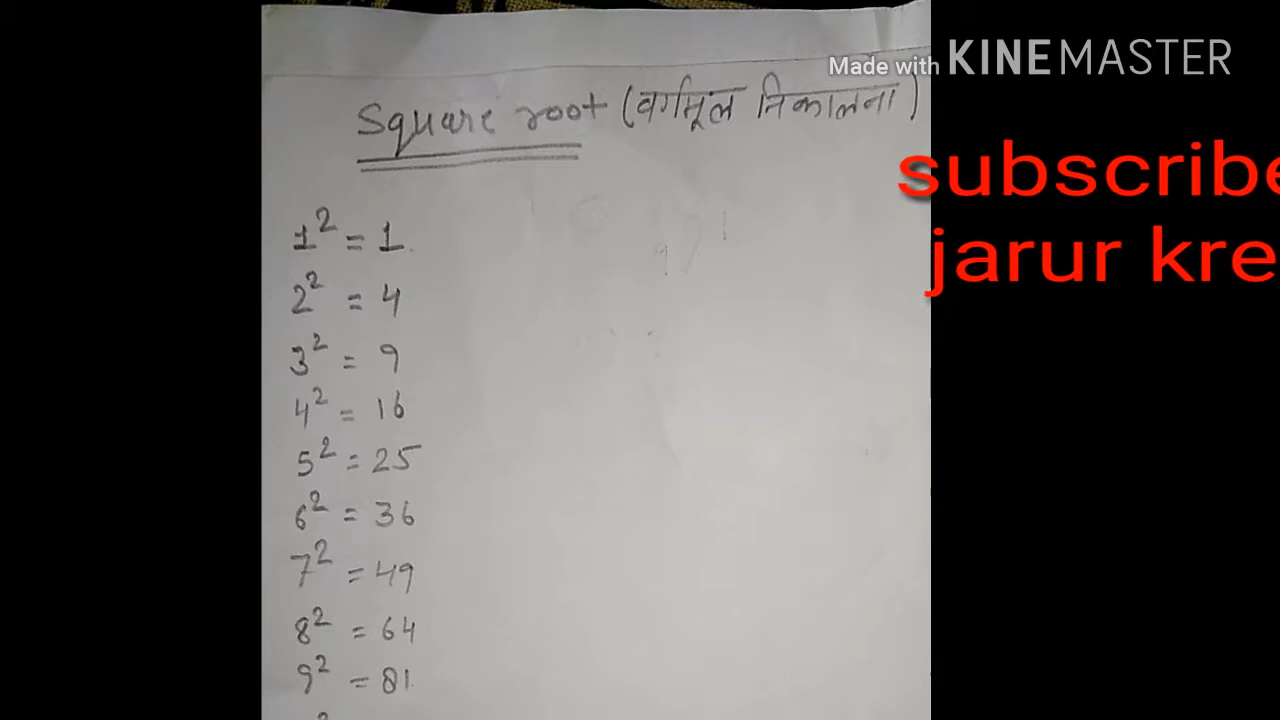 Made with KINEMASTER
Square root (वर्गमूल निकालना)
subscribe
jarur kre
1² = 1
2² = 4
3² = 9
4² = 16
5² = 25
6² = 36
7² = 49
8² = 64
9² = 81